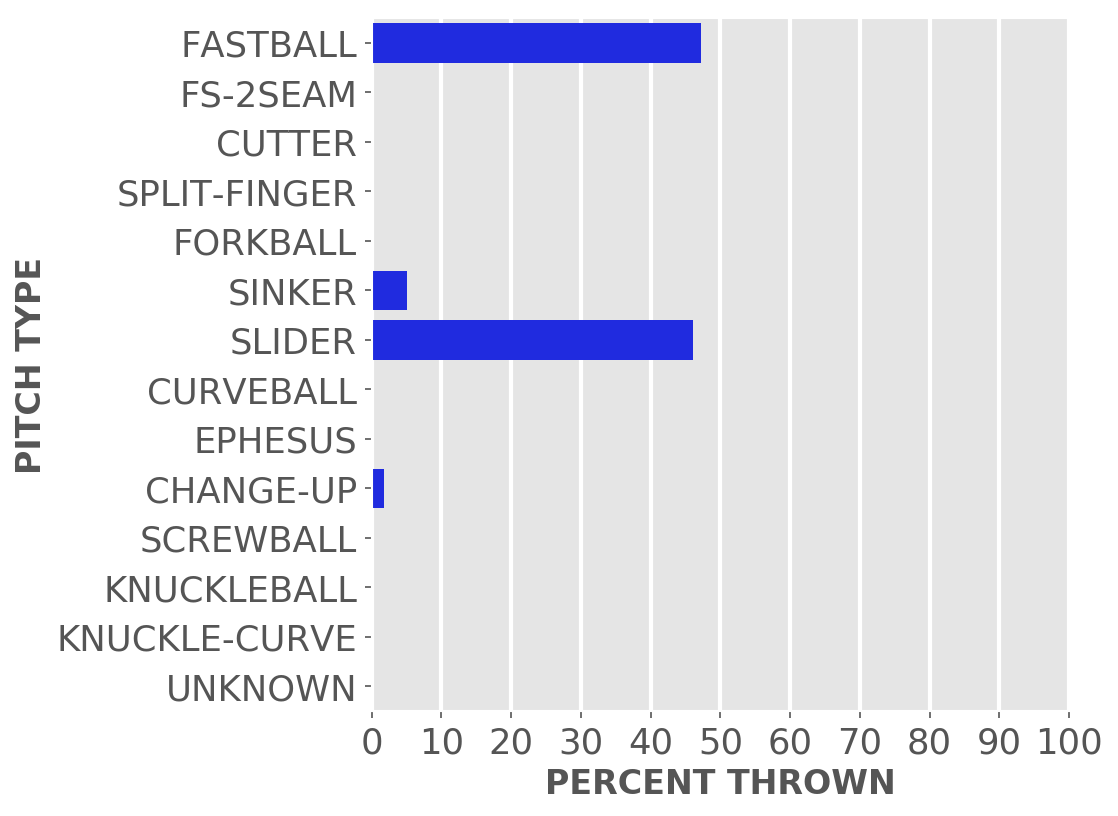 FASTBALL
FS-2SEAM
CUTTER
SPLIT-FINGER
FORKBALL
SINKER
SLIDER
CURVEBALL
EPHESUS
CHANGE-UP
SCREWBALL
KNUCKLEBALL
KNUCKLE-CURVE
UNKNOWN
PITCH TYPE
0 10 20 30 40 50 60 70 80 90 100
PERCENT THROWN